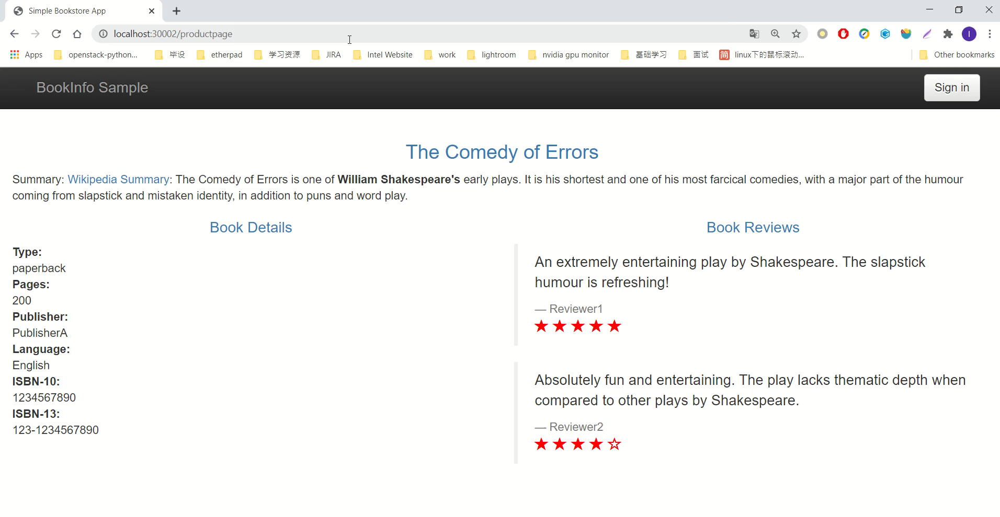 Simple Bookstore App
localhost:30002/productpage
Apps openstack-python... 毕设 etherpad 学习资源 JIRA Intel Website work lightroom nvidia gpu monitor 基础学习 面试 简 linux下的鼠标滚动... Other bookmarks
BookInfo Sample Sign in
The Comedy of Errors
Summary: Wikipedia Summary: The Comedy of Errors is one of William Shakespeare's early plays. It is his shortest and one of his most farcical comedies, with a major part of the humour
coming from slapstick and mistaken identity, in addition to puns and word play.
Book Details
Type:
paperback
Pages:
200
Publisher:
PublisherA
Language:
English
ISBN-10:
1234567890
ISBN-13:
123-1234567890
Book Reviews
An extremely entertaining play by Shakespeare. The slapstick
humour is refreshing!
— Reviewer1
★ ★ ★ ★ ★
Absolutely fun and entertaining. The play lacks thematic depth when
compared to other plays by Shakespeare.
— Reviewer2
★ ★ ★ ★ ☆